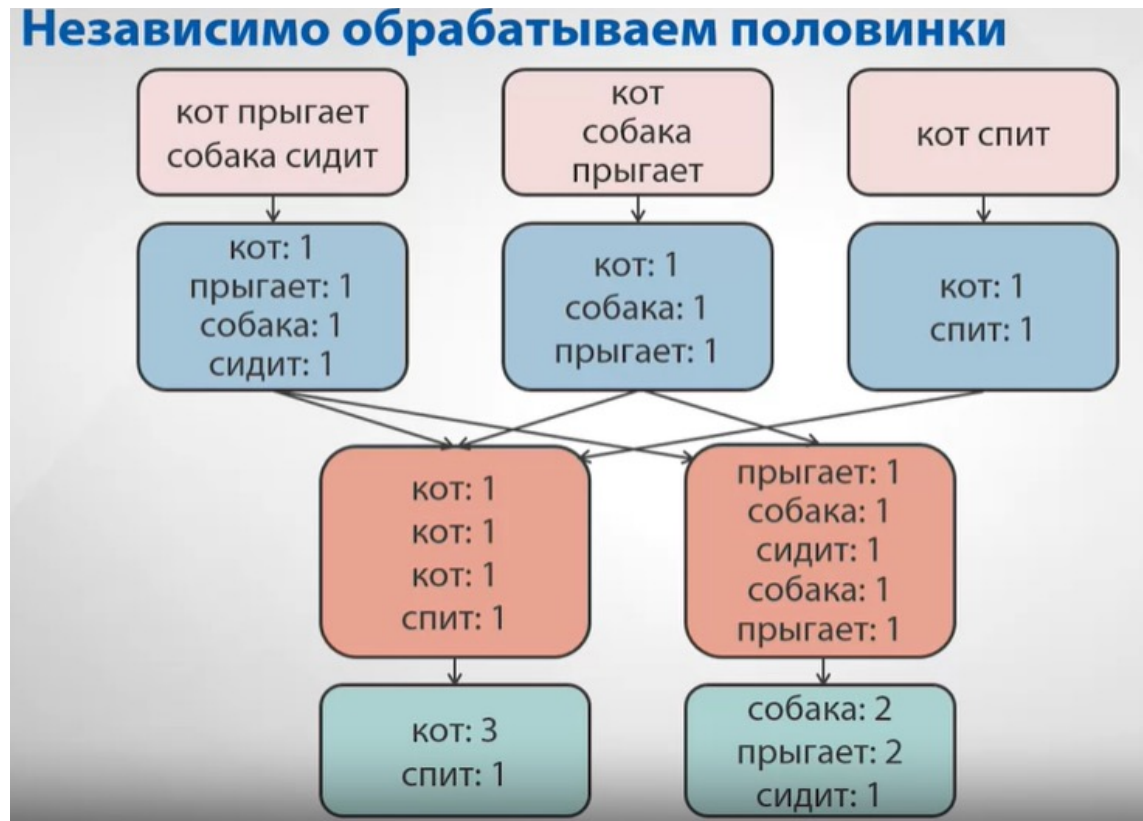 Независимо обрабатываем половинки
кот прыгает
собака сидит
кот
собака
прыгает
кот спит
кот: 1
прыгает: 1
собака: 1
сидит: 1
кот: 1
собака: 1
прыгает: 1
кот: 1
спит: 1
кот: 1
кот: 1
кот: 1
спит: 1
прыгает: 1
собака: 1
сидит: 1
собака: 1
прыгает: 1
кот: 3
спит: 1
собака: 2
прыгает: 2
сидит: 1